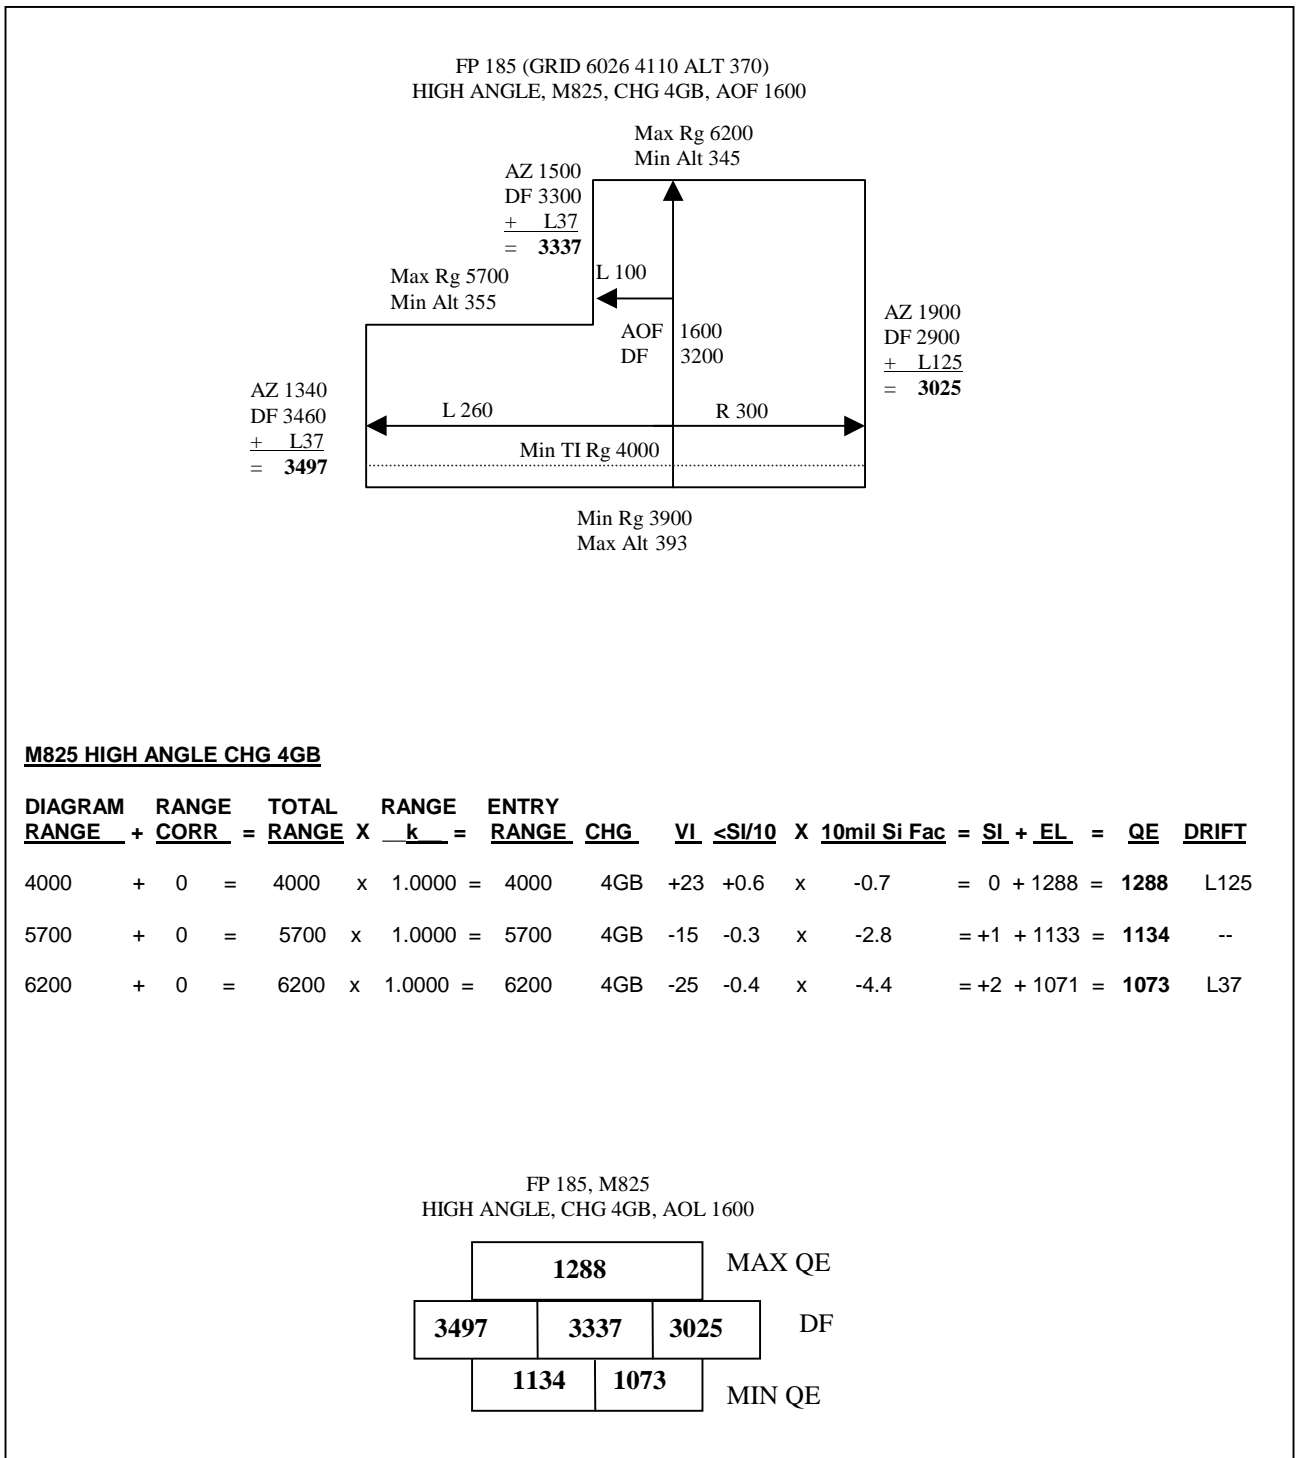 FP 185 (GRID 6026 4110 ALT 370)
HIGH ANGLE, M825, CHG 4GB, AOF 1600
Max Rg 6200
Min Alt 345
AZ 1500
DF 3300
+ L37
= 3337
L 100
Max Rg 5700
Min Alt 355
AOF 1600
DF 3200
AZ 1900
DF 2900
+ L125
= 3025
AZ 1340
DF 3460
+ L37
= 3497
L 260
R 300
Min TI Rg 4000
Min Rg 3900
Max Alt 393
M825 HIGH ANGLE CHG 4GB
DIAGRAM RANGE TOTAL RANGE ENTRY
RANGE + CORR = RANGE X __k__ = RANGE CHG VI <SI/10 X 10mil Si Fac = SI + EL = QE DRIFT
4000 + 0 = 4000 x 1.0000 = 4000 4GB +23 +0.6 x -0.7 = 0 + 1288 = 1288 L125
5700 + 0 = 5700 x 1.0000 = 5700 4GB -15 -0.3 x -2.8 = +1 + 1133 = 1134 --
6200 + 0 = 6200 x 1.0000 = 6200 4GB -25 -0.4 x -4.4 = +2 + 1071 = 1073 L37
FP 185, M825
HIGH ANGLE, CHG 4GB, AOL 1600
1288 MAX QE
3497 3337 3025 DF
1134 1073 MIN QE